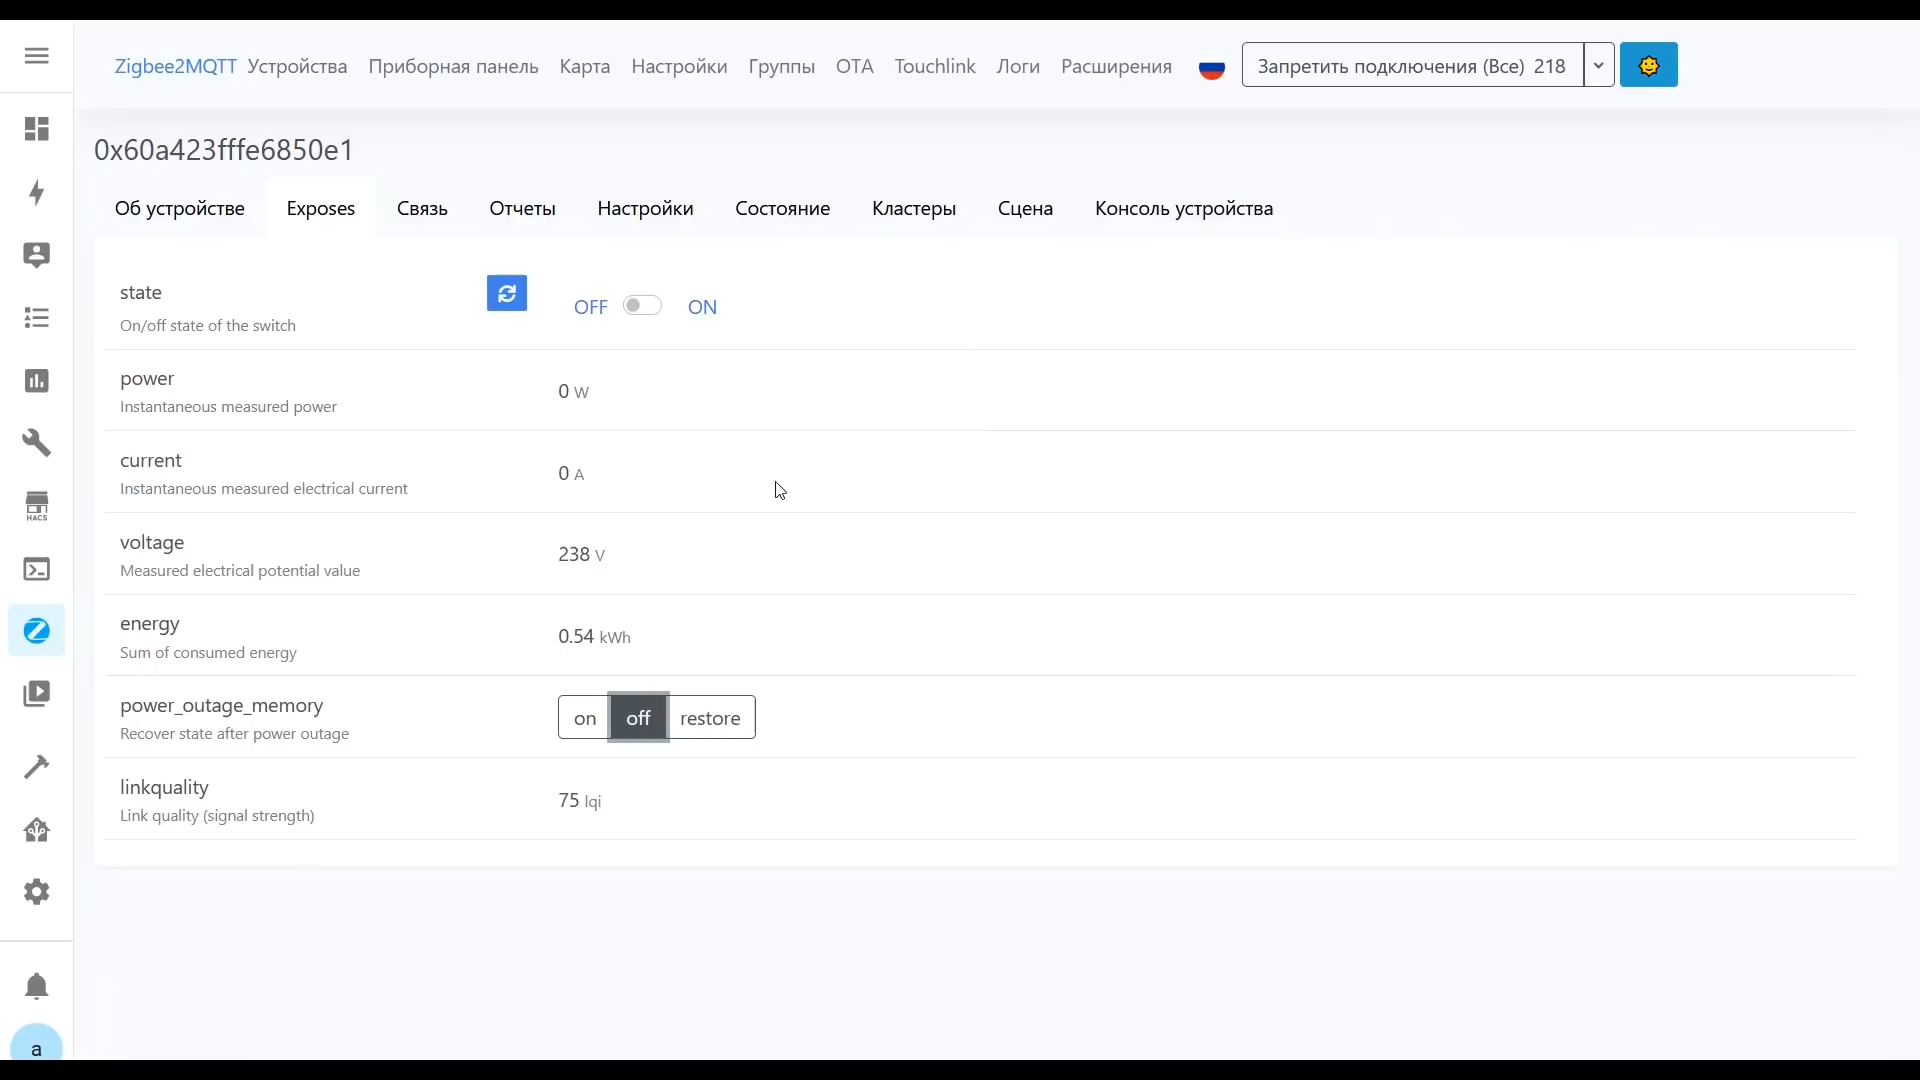 Zigbee2MQTT Устройства Приборная панель Карта Настройки Группы OTA Touchlink Логи Расширения Запретить подключения (Все) 218
0x60a423fffe6850e1
Об устройстве Exposes Связь Отчеты Настройки Состояние Кластеры Сцена Консоль устройства
state
OFF ON
On/off state of the switch
power
0 W
Instantaneous measured power
current
0 A
Instantaneous measured electrical current
HACS
voltage
238 V
Measured electrical potential value
energy
0.54 kWh
Sum of consumed energy
power_outage_memory
on off restore
Recover state after power outage
linkquality
75 lqi
Link quality (signal strength)
a